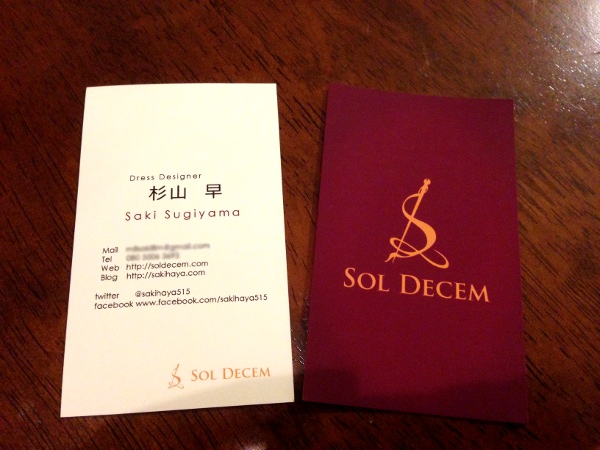 Dress Designer
杉山 早
Saki Sugiyama
Mail
Tel
Web http://soldecem.com
Blog http://sakihaya.com
twitter @sakihaya515
facebook www.facebook.com/sakihaya515
SOL DECEM
SOL DECEM